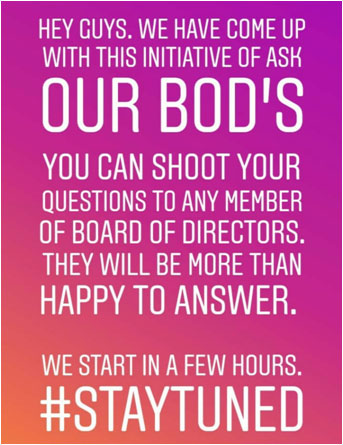 HEY GUYS. WE HAVE COME UP
WITH THIS INITIATIVE OF ASK
OUR BOD'S
YOU CAN SHOOT YOUR
QUESTIONS TO ANY MEMBER
OF BOARD OF DIRECTORS.
THEY WILL BE MORE THAN
HAPPY TO ANSWER.
WE START IN A FEW HOURS.
#STAYTUNED